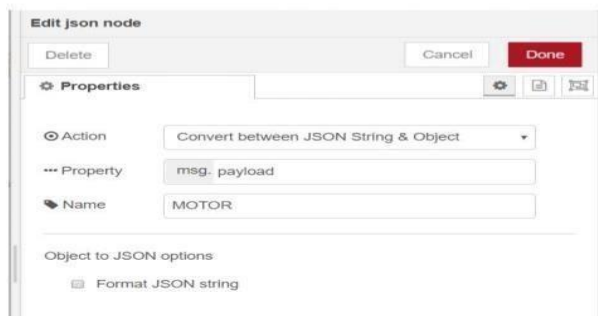 Edit json node
Delete Cancel Done
Properties
Action Convert between JSON String & Object
Property msg. payload
Name MOTOR
Object to JSON options
Format JSON string